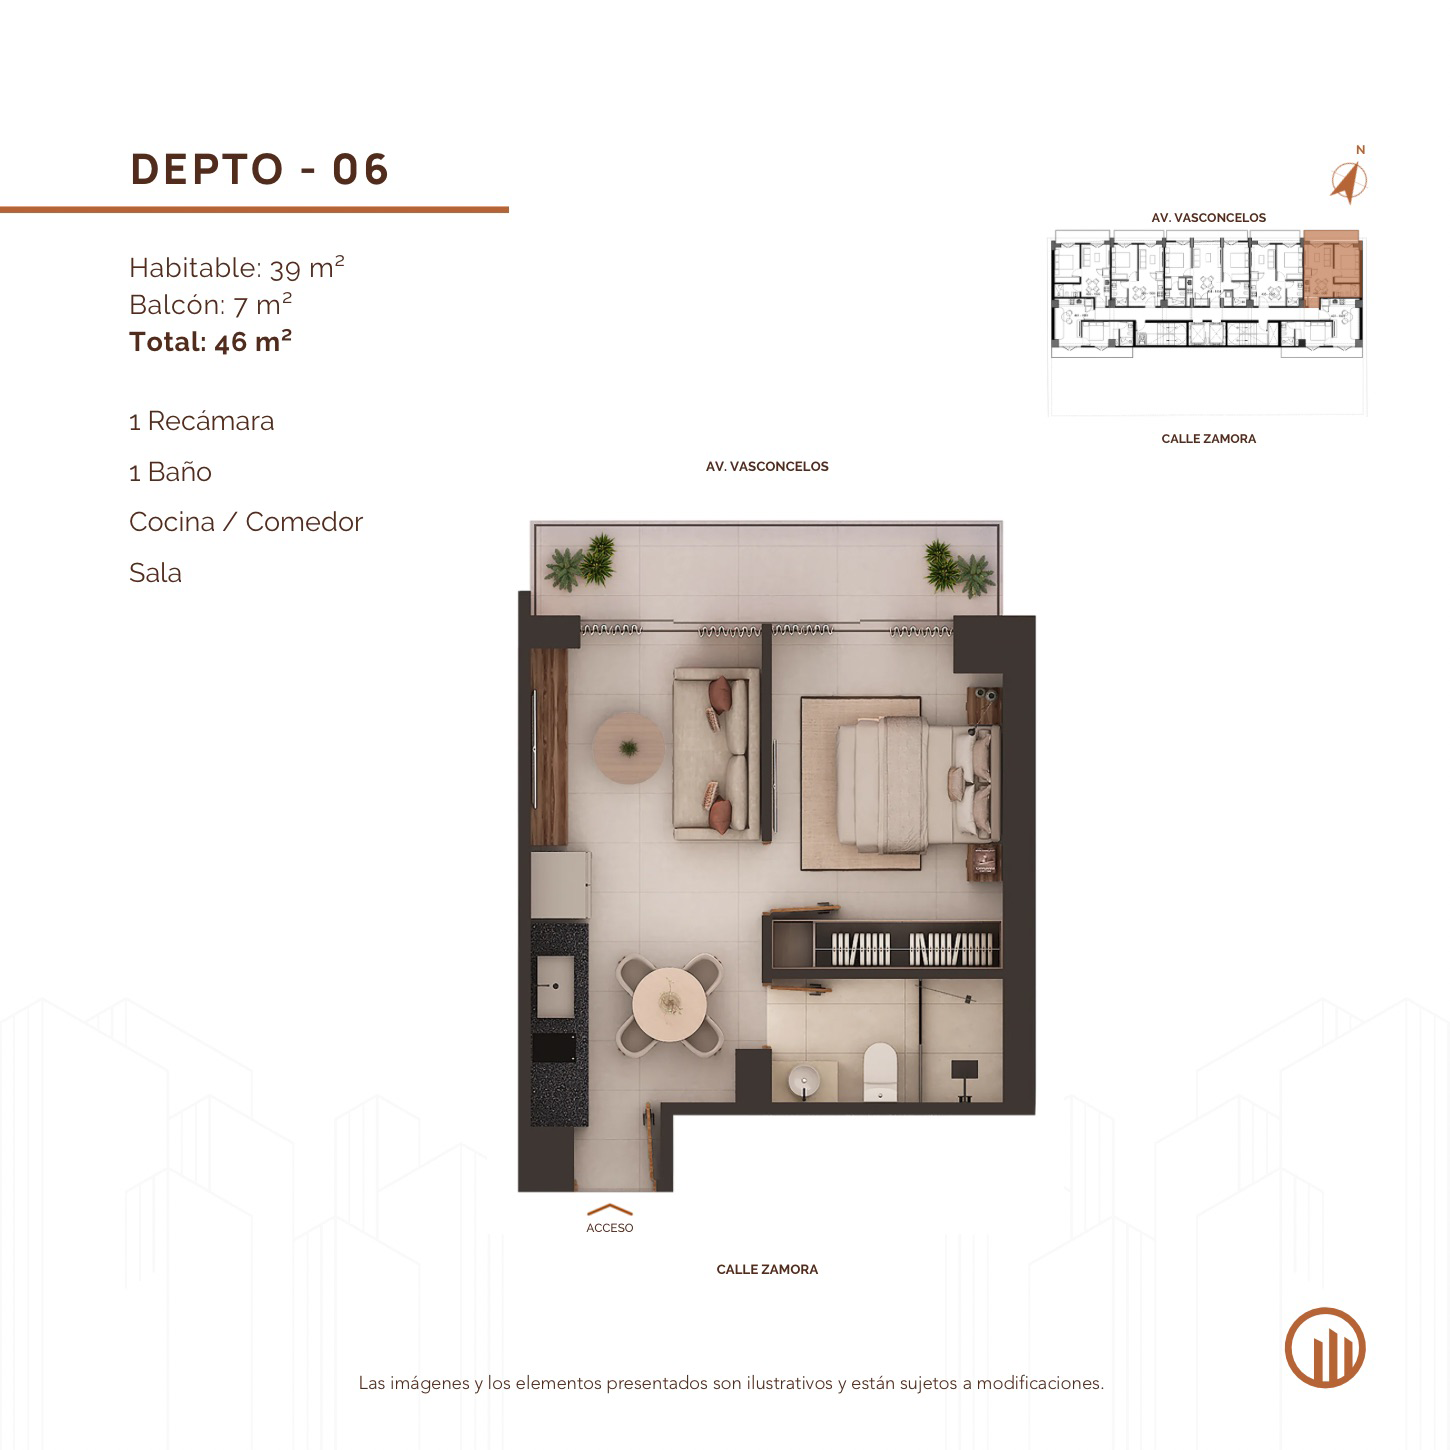 DEPTO - 06
Habitable: 39 m²
Balcón: 7 m²
Total: 46 m²
1 Recámara
1 Baño
Cocina / Comedor
Sala
N
AV. VASCONCELOS
CALLE ZAMORA
AV. VASCONCELOS
ACCESO
CALLE ZAMORA
Las imágenes y los elementos presentados son ilustrativos y están sujetos a modificaciones.